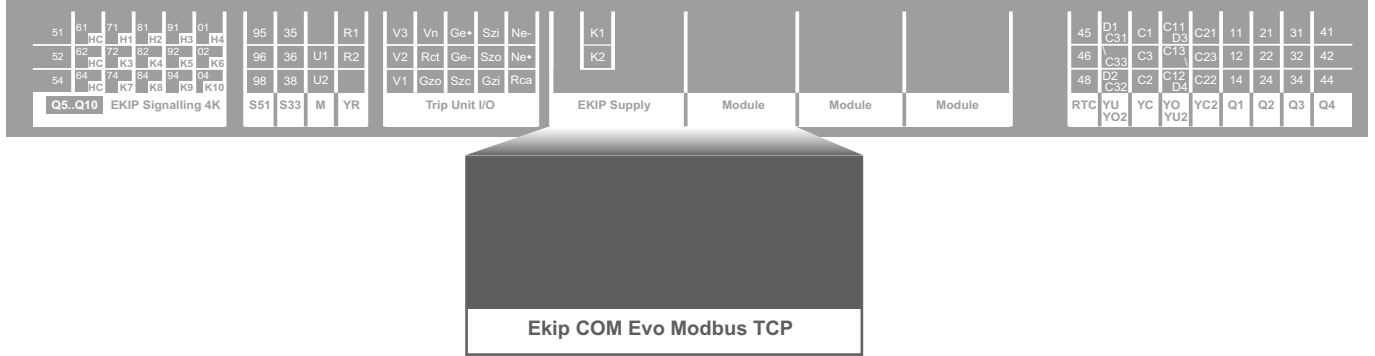 61 71 81 91 01
51 HC H1 H2 H3 H4 95 35 R1 V3 Vn Ge+ Szi Ne- K1 45 D1 C31 C1 C11 D3 C21 11 21 31 41
62 72 82 92 02
52 HC K3 K4 K5 K6 96 36 U1 R2 V2 Rct Ge- Szo Ne+ K2 46 \ C33 C3 C13 \ C23 12 22 32 42
64 74 84 94 04
54 HC K7 K8 K9 K10 98 38 U2 V1 Gzo Szc Gzi Rca 48 D2 C32 C2 C12 D4 C22 14 24 34 44
Q5..Q10 EKIP Signalling 4K S51 S33 M YR Trip Unit I/O EKIP Supply Module Module Module RTC YU YC YO YC2 Q1 Q2 Q3 Q4
YO2 YU2
Ekip COM Evo Modbus TCP